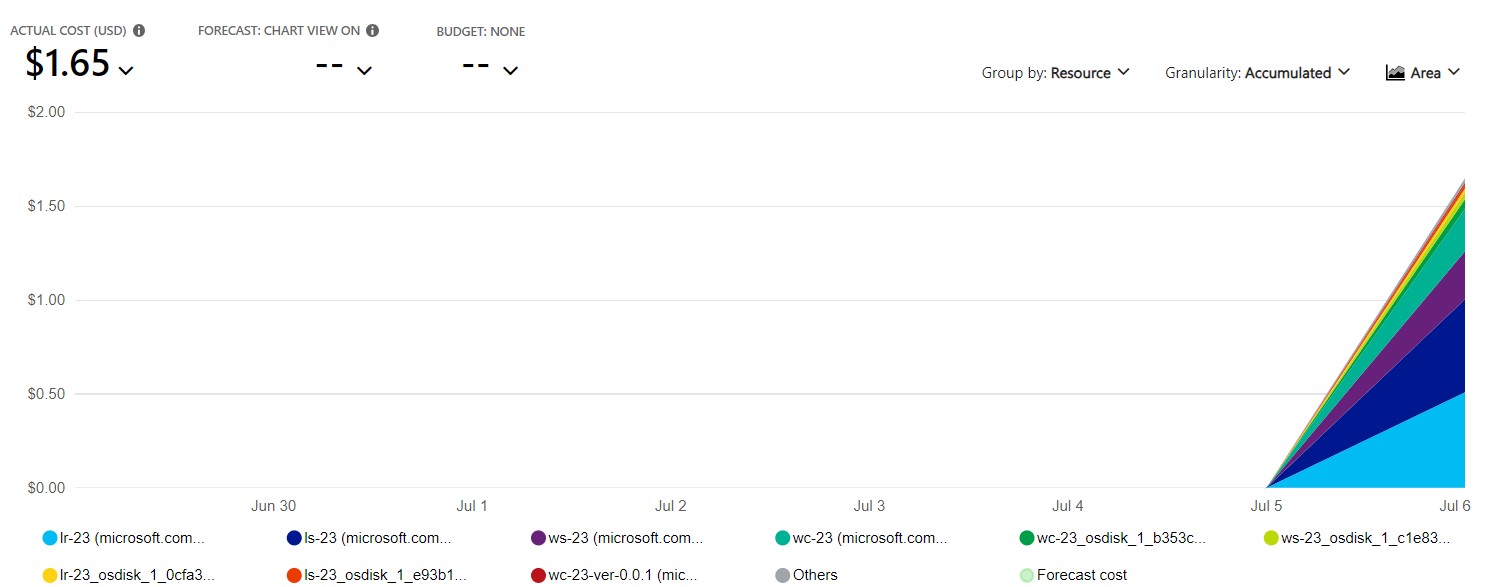 ACTUAL COST (USD)
FORECAST: CHART VIEW ON
BUDGET: NONE
$1.65
--
--
Group by: Resource
Granularity: Accumulated
Area
$2.00
$1.50
$1.00
$0.50
$0.00
Jun 30
Jul 1
Jul 2
Jul 3
Jul 4
Jul 5
Jul 6
lr-23 (microsoft.com...
ls-23 (microsoft.com...
ws-23 (microsoft.com...
wc-23 (microsoft.com...
wc-23_osdisk_1_b353c...
ws-23_osdisk_1_c1e83...
lr-23_osdisk_1_0cfa3...
ls-23_osdisk_1_e93b1...
wc-23-ver-0.0.1 (mic...
Others
Forecast cost